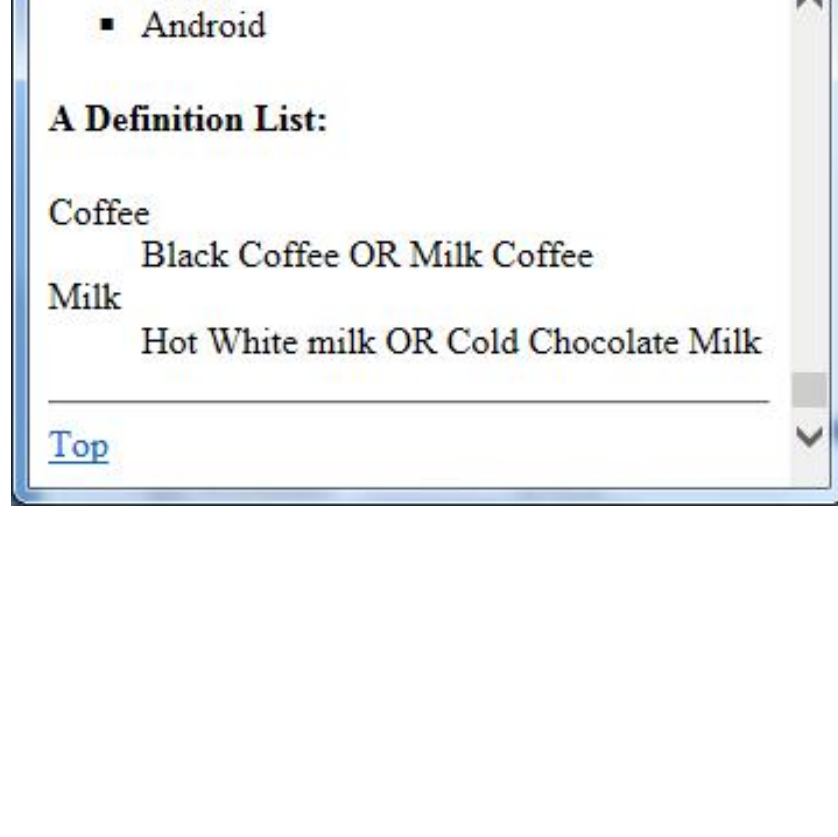 Android
A Definition List:
Coffee
Black Coffee OR Milk Coffee
Milk
Hot White milk OR Cold Chocolate Milk
Top